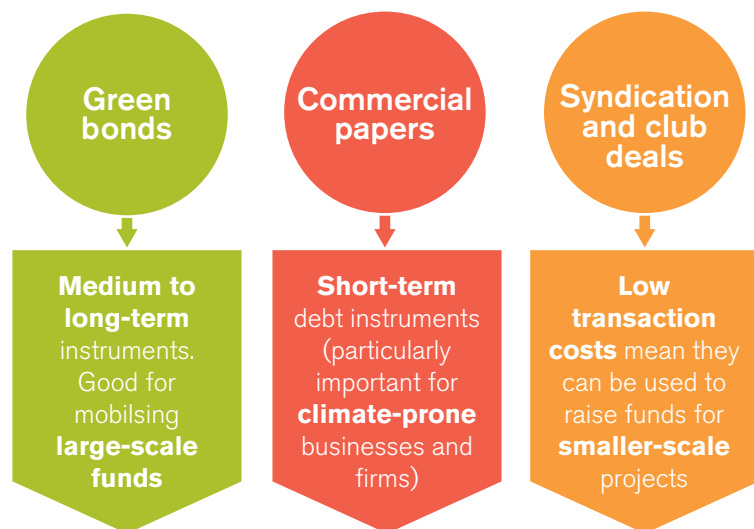 Green
bonds
Commercial
papers
Syndication
and club
deals
Medium to
long-term
instruments.
Good for
mobilsing
large-scale
funds
Short-term
debt instruments
(particularly
important for
climate-prone
businesses and
firms)
Low
transaction
costs mean they
can be used to
raise funds for
smaller-scale
projects